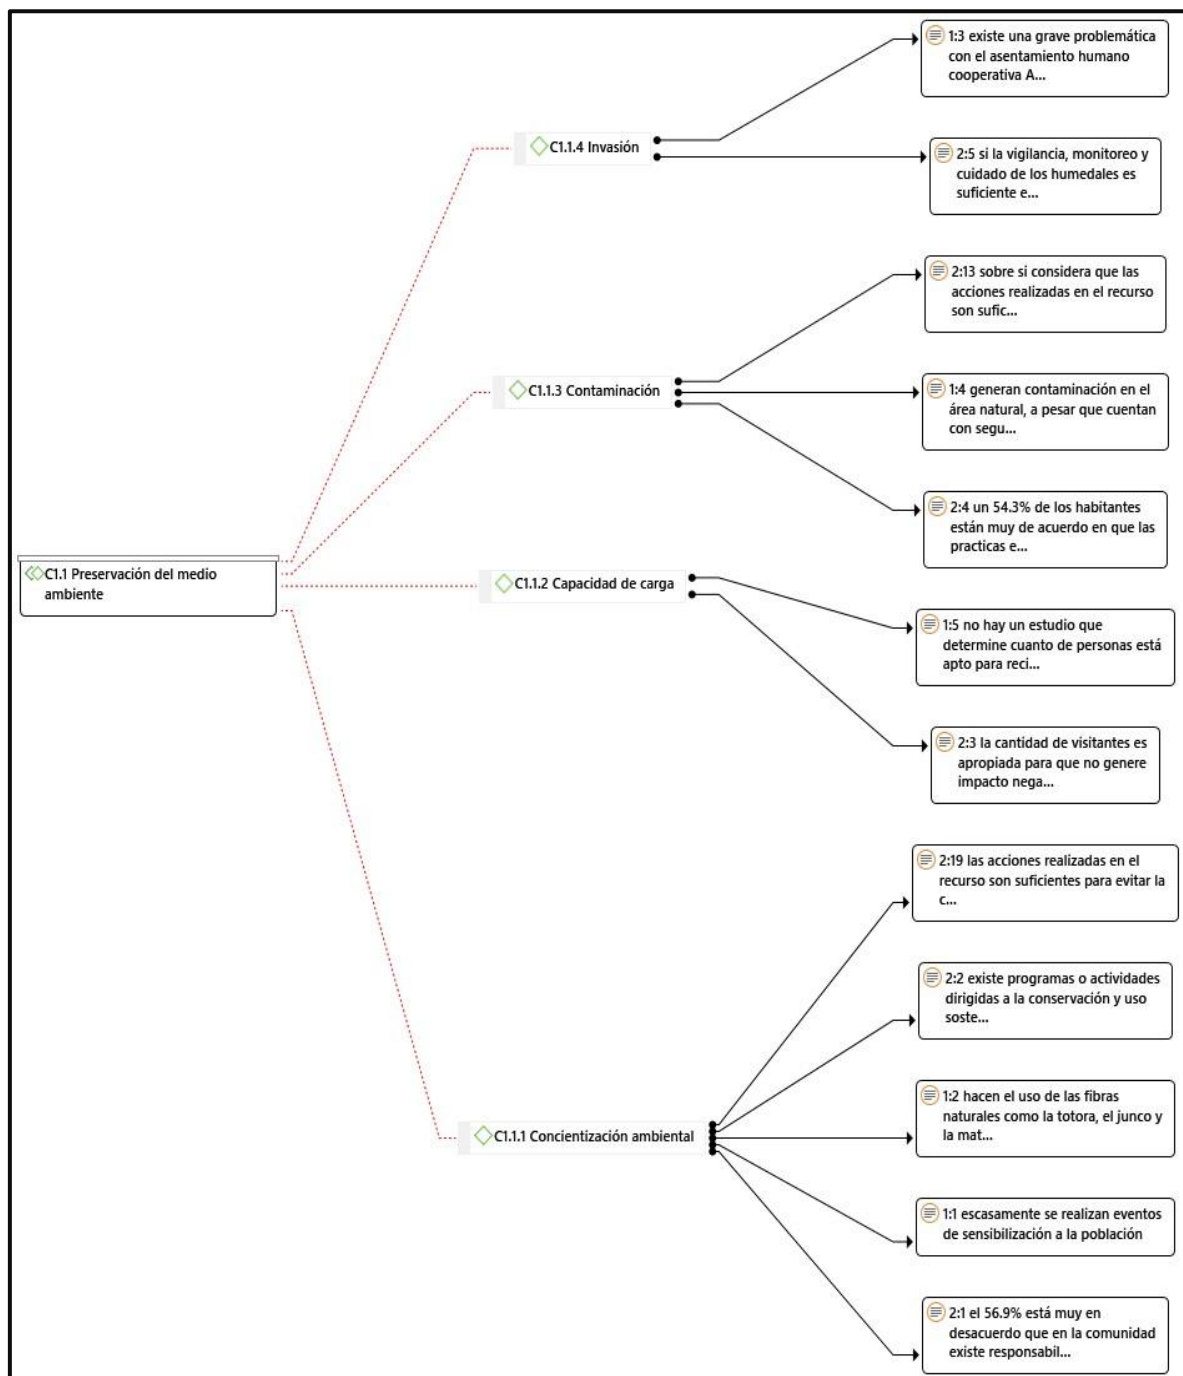 1:3 existe una grave problemática
con el asentamiento humano
cooperativa A...
C1.1.4 Invasión
2:5 si la vigilancia, monitoreo y
cuidado de los humedales es
suficiente e...
2:13 sobre si considera que las
acciones realizadas en el recurso
son sufic...
C1.1.3 Contaminación
1:4 generan contaminación en el
área natural, a pesar que cuentan
con segu...
2:4 un 54.3% de los habitantes
están muy de acuerdo en que las
practicas e...
C1.1 Preservación del medio
ambiente
C1.1.2 Capacidad de carga
1:5 no hay un estudio que
determine cuanto de personas está
apto para reci...
2:3 la cantidad de visitantes es
apropiada para que no genere
impacto nega...
2:19 las acciones realizadas en el
recurso son suficientes para evitar la
c...
2:2 existe programas o actividades
dirigidas a la conservación y uso
soste...
C1.1.1 Concientización ambiental
1:2 hacen el uso de las fibras
naturales como la totora, el junco y
la mat...
1:1 escasamente se realizan eventos
de sensibilización a la población
2:1 el 56.9% está muy en
desacuerdo que en la comunidad
existe responsabil...